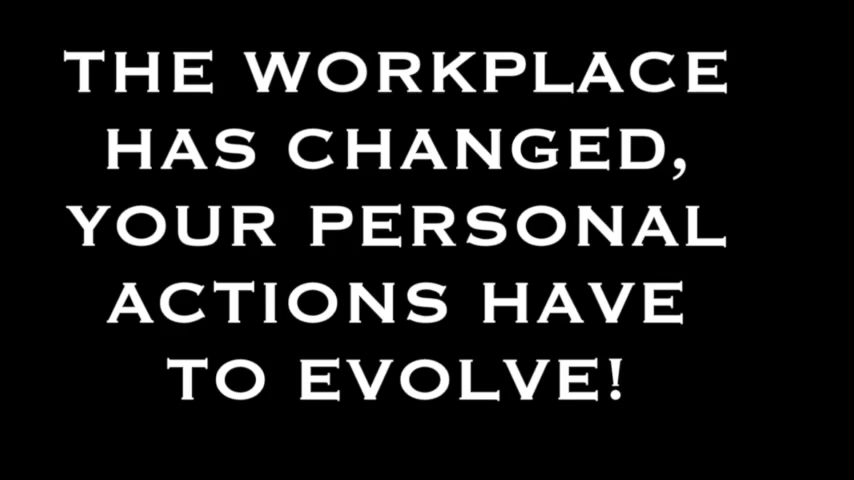 THE WORKPLACE
HAS CHANGED,
YOUR PERSONAL
ACTIONS HAVE
TO EVOLVE!